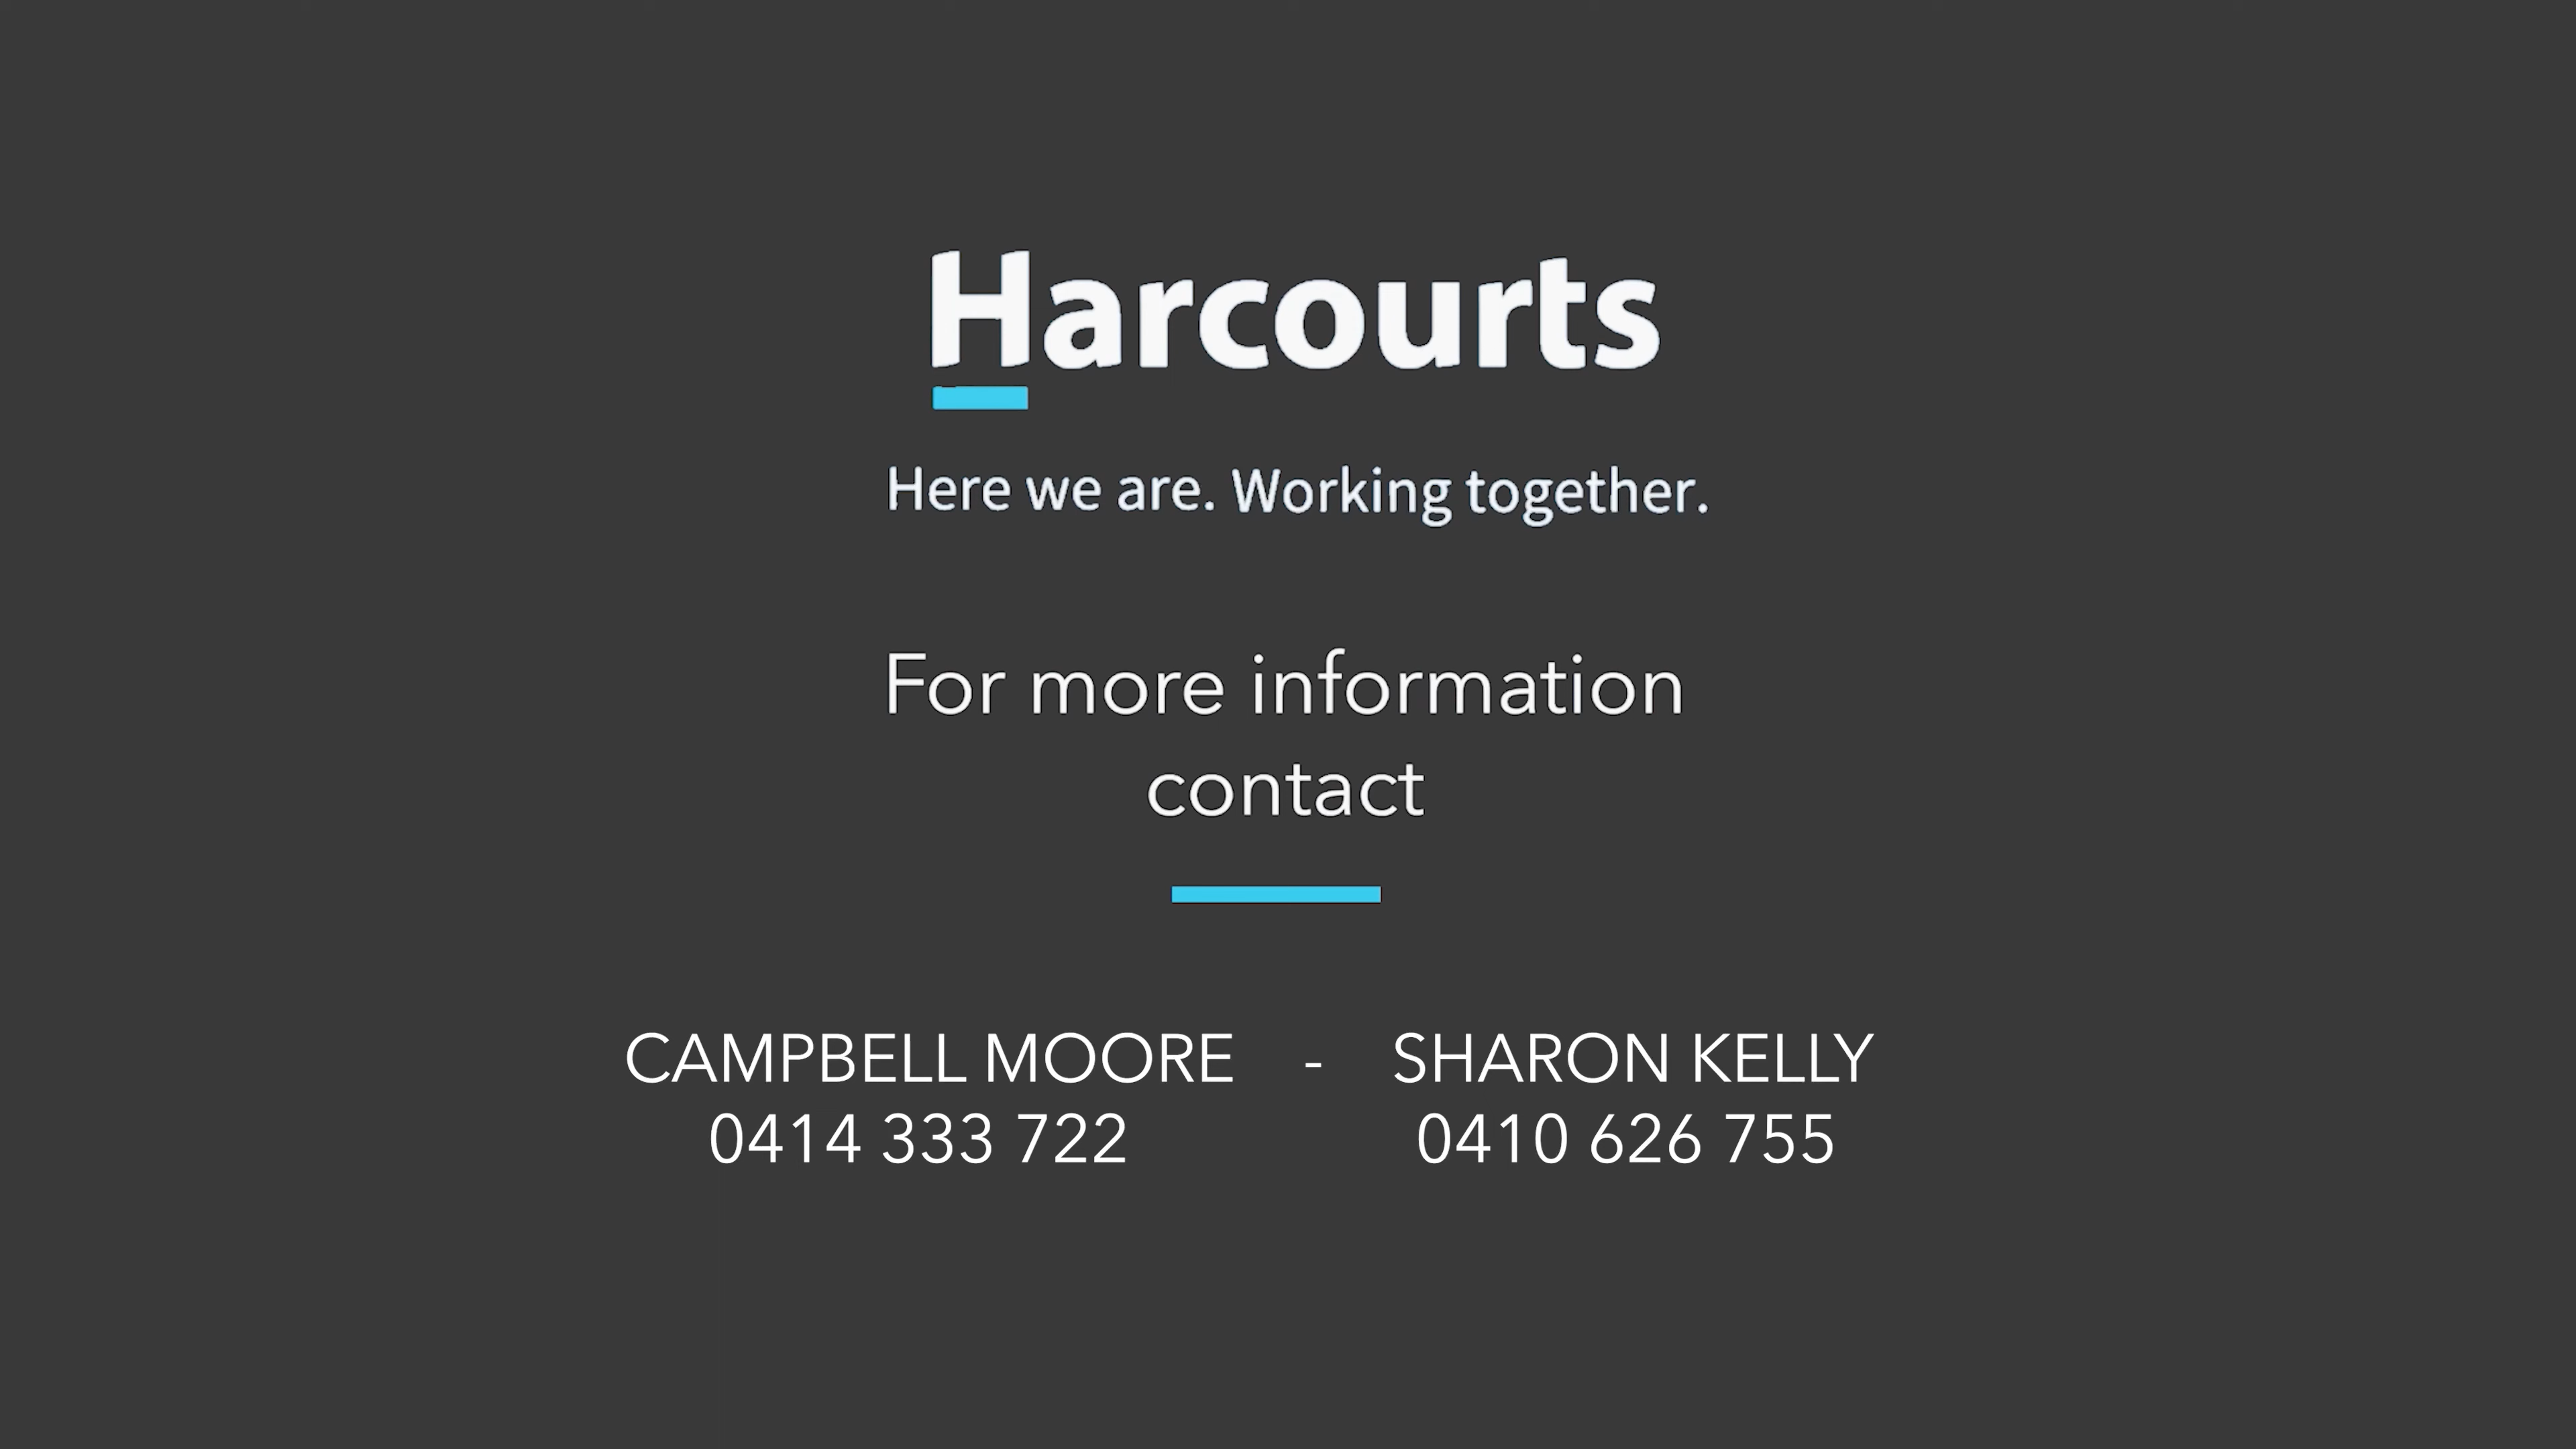 Harcourts
Here we are. Working together.
For more information
contact
CAMPBELL MOORE - SHARON KELLY
0414 333 722 0410 626 755